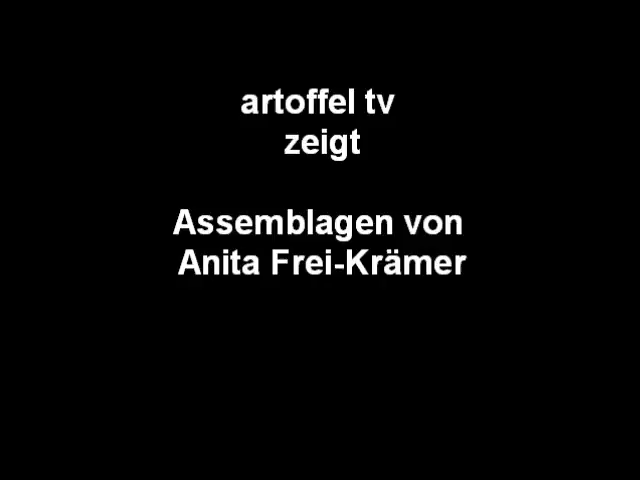 artoffel tv
zeigt
Assemblagen von
Anita Frei-Krämer